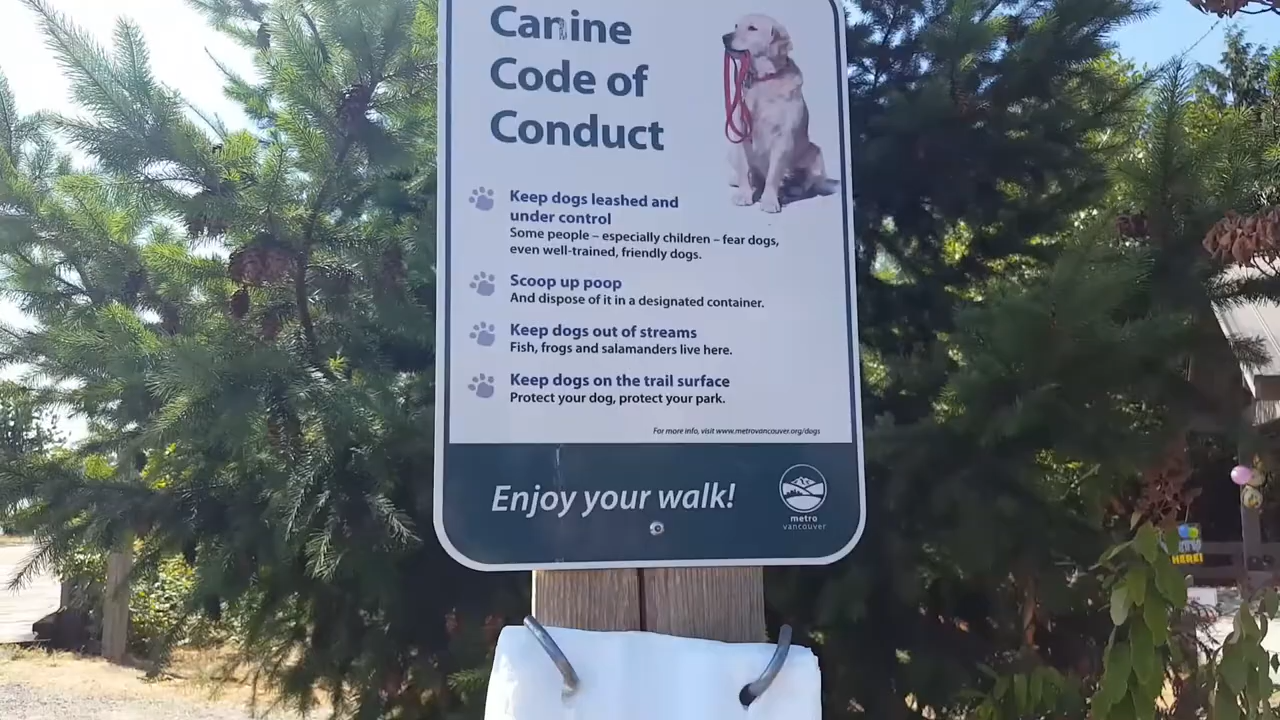 Canine
Code of
Conduct
Keep dogs leashed and
under control
Some people – especially children – fear dogs,
even well-trained, friendly dogs.
Scoop up poop
And dispose of it in a designated container.
Keep dogs out of streams
Fish, frogs and salamanders live here.
Keep dogs on the trail surface
Protect your dog, protect your park.
For more info, visit www.metrovancouver.org/dogs
Enjoy your walk!
metro
vancouver
HERE!